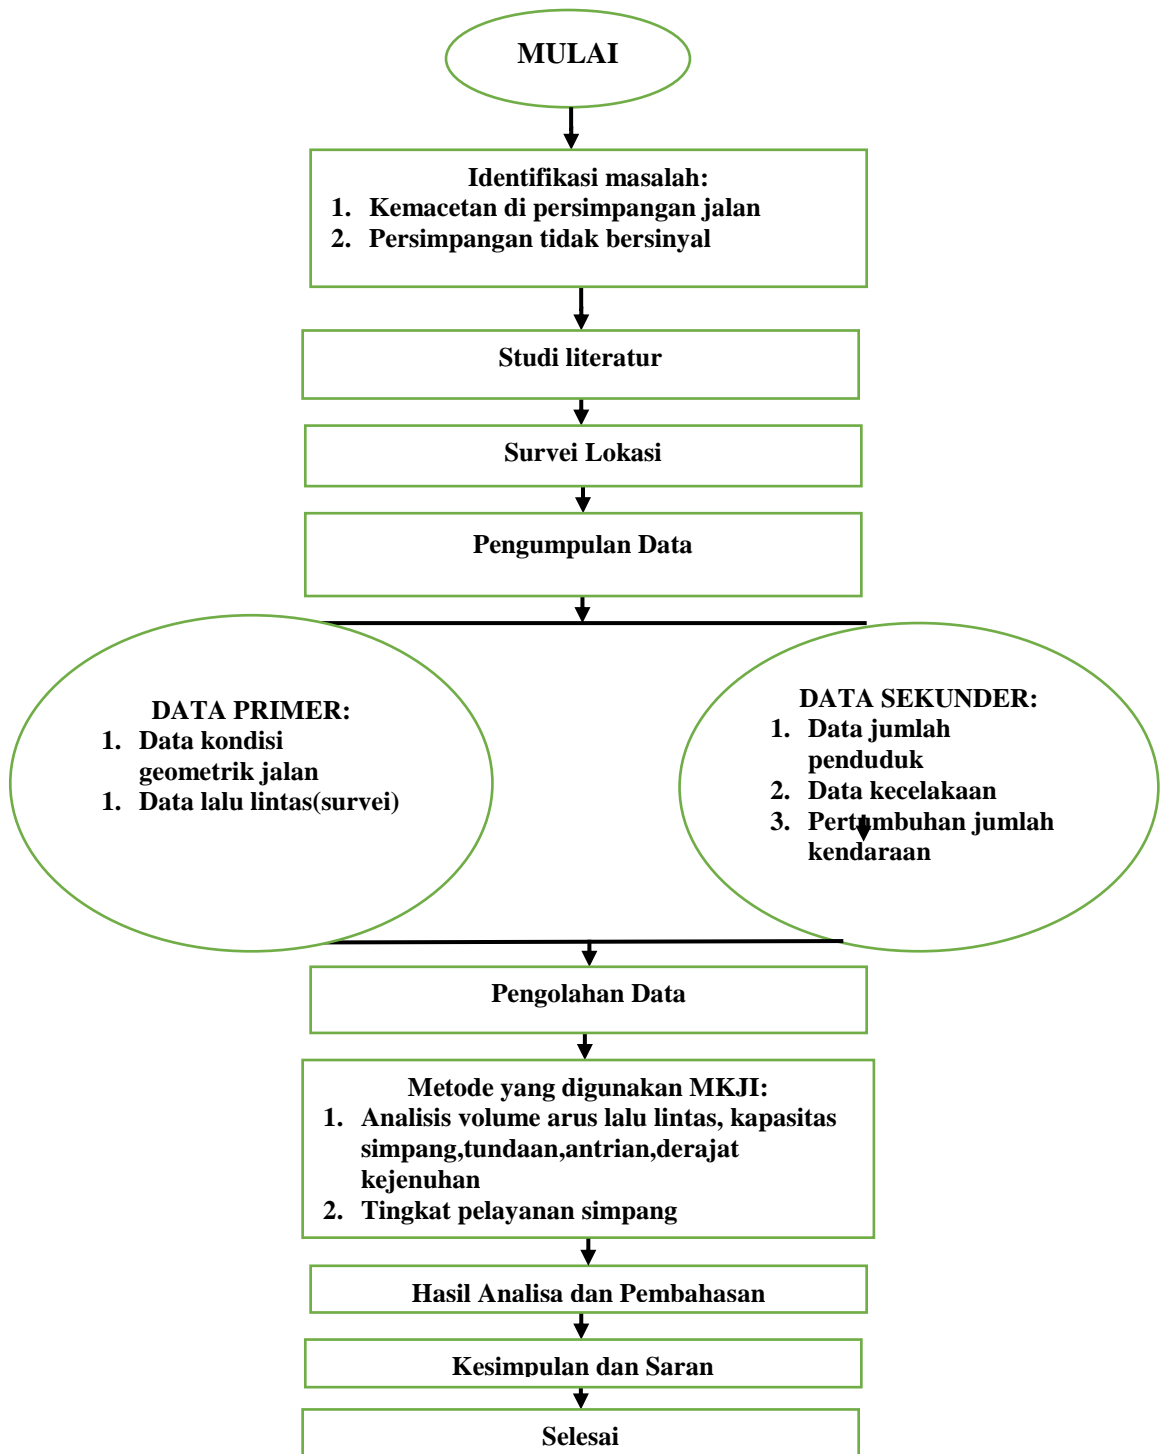 MULAI
Identifikasi masalah:
1. Kemacetan di persimpangan jalan
2. Persimpangan tidak bersinyal
Studi literatur
Survei Lokasi
Pengumpulan Data
DATA PRIMER:
1. Data kondisi
geometrik jalan
1. Data lalu lintas(survei)
DATA SEKUNDER:
1. Data jumlah
penduduk
2. Data kecelakaan
3. Pertumbuhan jumlah
kendaraan
Pengolahan Data
Metode yang digunakan MKJI:
1. Analisis volume arus lalu lintas, kapasitas
simpang,tundaan,antrian,derajat
kejenuhan
2. Tingkat pelayanan simpang
Hasil Analisa dan Pembahasan
Kesimpulan dan Saran
Selesai